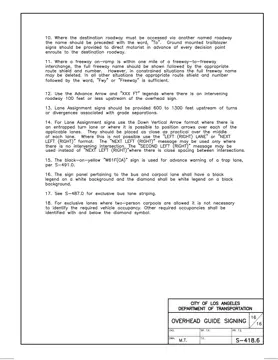 10. Where the destination roadway must be accessed via another named roadway
the name should be preceded with the word, "To". Ground mounted trailblazer
signs should be provided to direct motorist in advance of every decision point
enroute to the destination roadway.
11. Where a freeway on-ramp is within one mile of a freeway-to-freeway
interchange, the full freeway name should be shown followed by the appropriate
route shield and number. However, in constrained situations the full freeway name
may be deleted. In all other situations the appropriate route shield and number
followed by the word, "Fwy" or "Freeway" is sufficient.
12. Use the Advance Arrow and "XXX FT" legends where there is an intervening
roadway 100 feet or less upstream of the overhead sign.
13. Lane Assignment signs should be provided 600 to 1,300 feet upstream of turns
or divergences associated with grade separations.
14. For Lane Assignment signs use the Down Vertical Arrow format where there is
an entrapped turn lane or where it is possible to position arrows over each of the
applicable lanes. They should be placed as close as practical over the middle
of each lane. Where this is not possible use the "LEFT (RIGHT) LANE" or "NEXT
LEFT (RIGHT)" format. The "NEXT LEFT (RIGHT)" message may be used only where
there is no intervening intersection. The "SECOND LEFT (RIGHT)" message may be
used instead of "NEXT LEFT (RIGHT)" where there is close spacing between intersections.
15. The black-on-yellow sign is used for advance warning of a trap lane,
per S-491.0.
16. The sign panel pertaining to the bus and carpool lane shall have a black
legend on a white background and the diamond shall be white legend on a black
background.
17. See S-487.0 for exclusive bus lane striping.
18. For exclusive lanes where two-person carpools are allowed it is not necessary
to identify the required vehicle occupancy. Other required occupancies shall be
identified with and below the diamond symbol.
CITY OF LOS ANGELES
DEPARTMENT OF TRANSPORTATION
OVERHEAD GUIDE SIGNING
16/16
M.T.
S-418.6